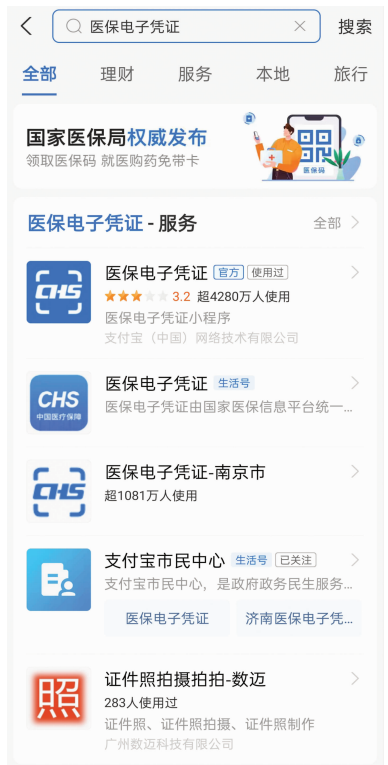 医保电子凭证
搜索
全部 理财 服务 本地 旅行
国家医保局权威发布
领取医保码 就医购药免带卡
医保码
医保电子凭证 - 服务 全部
医保电子凭证 官方 使用过
3.2 超4280万人使用
医保电子凭证小程序
支付宝（中国）网络技术有限公司
CHS
医保电子凭证 生活号
医保电子凭证由国家医保信息平台统一...
CHS
中国医疗保障
医保电子凭证-南京市
超1081万人使用
CHS
支付宝市民中心 生活号 已关注
支付宝市民中心，是政府政务民生服务...
医保电子凭证 济南医保电子凭...
证件照拍摄拍拍-数迈
283人使用过
证件照、证件照拍摄、证件照制作
广州数迈科技有限公司
照